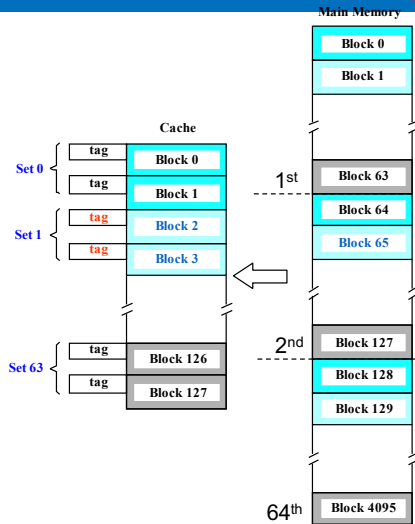 Main Memory
Block 0
Block 1
Cache
tag
Block 0
Set 0
tag
Block 1
Block 63
1st
tag
Block 2
Block 64
Set 1
tag
Block 3
Block 65
tag
Block 126
Set 63
tag
Block 127
Block 127
2nd
Block 128
Block 129
64th
Block 4095